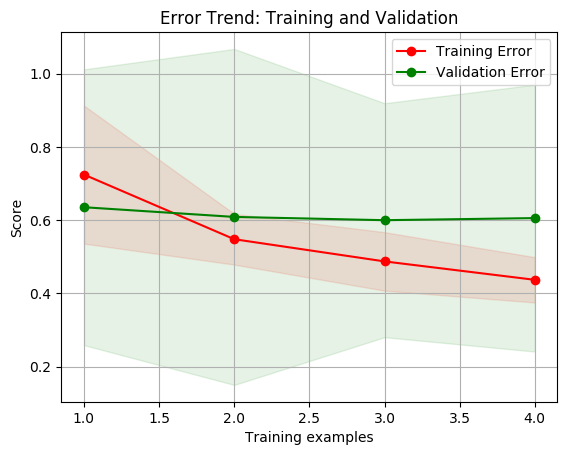 Error Trend: Training and Validation
Training Error
Validation Error
Score
1.0
0.8
0.6
0.4
0.2
1.0 1.5 2.0 2.5 3.0 3.5 4.0
Training examples